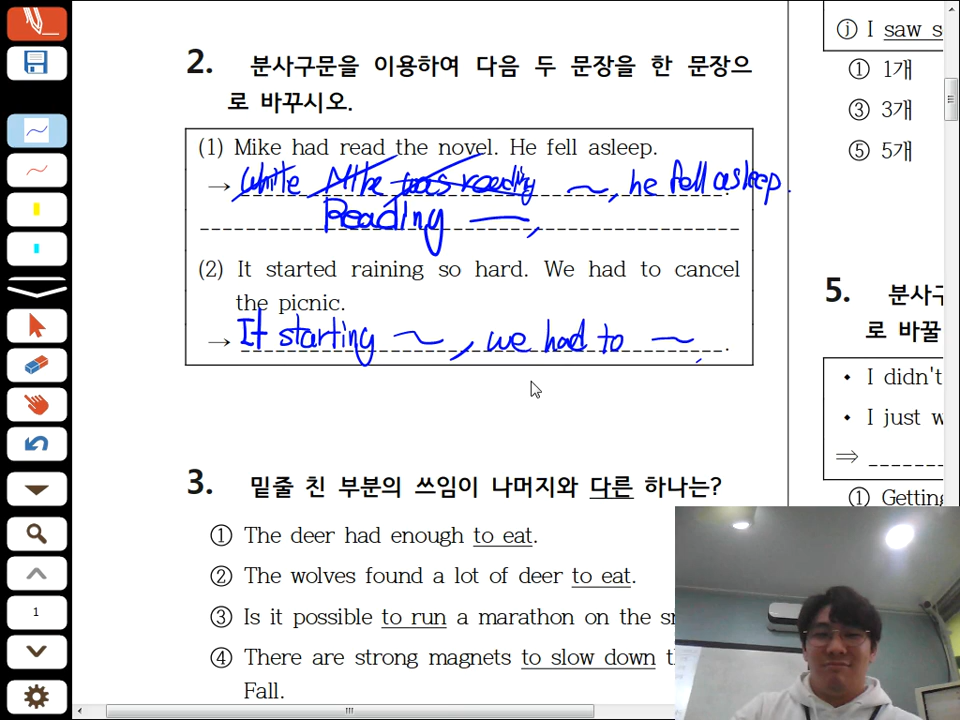 2. 분사구문을 이용하여 다음 두 문장을 한 문장으
로 바꾸시오.
(1) Mike had read the novel. He fell asleep.
→ While Mike was reading ~, he fell asleep.
Reading —,
(2) It started raining so hard. We had to cancel
the picnic.
→ It starting ~, we had to ~.
3. 밑줄 친 부분의 쓰임이 나머지와 다른 하나는?
① The deer had enough to eat.
② The wolves found a lot of deer to eat.
③ Is it possible to run a marathon on the
④ There are strong magnets to slow down
Fall.
ⓙ I saw s
① 1개
③ 3개
⑤ 5개
5. 분사구
로 바꿀
• I didn't
• I just w
⇒
① Getting
1